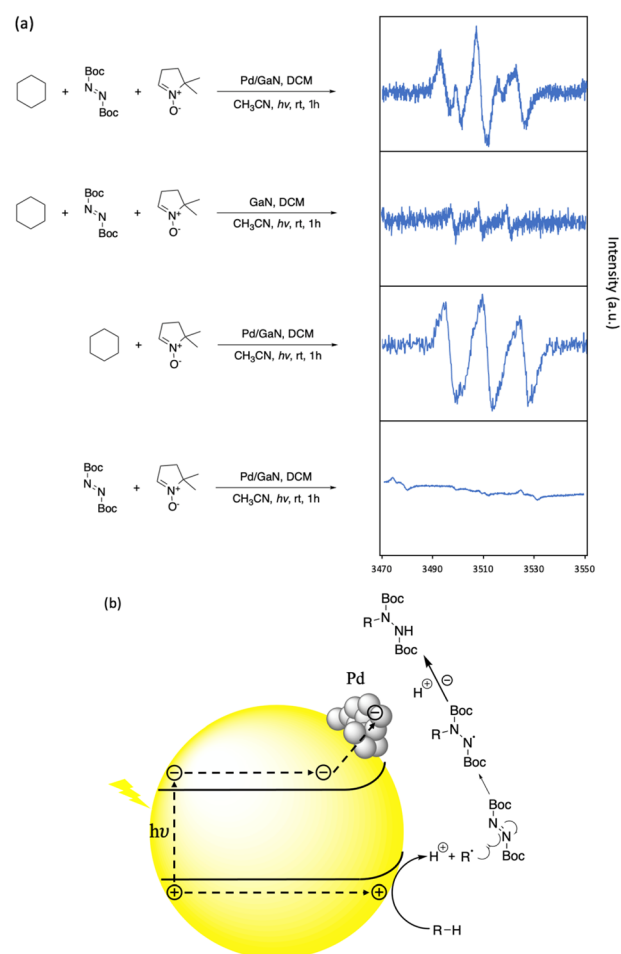 (a)
Boc
N
N
Boc
+
+
N+
O-
Pd/GaN, DCM
CH3CN, hv, rt, 1h
Boc
N
N
Boc
+
+
N+
O-
GaN, DCM
CH3CN, hv, rt, 1h
+
N+
O-
Pd/GaN, DCM
CH3CN, hv, rt, 1h
Boc
N
N
Boc
+
N+
O-
Pd/GaN, DCM
CH3CN, hv, rt, 1h
Intensity (a.u.)
3470 3490 3510 3530 3550
(b)
Boc
R N NH
Boc
H⊕ ⊖
Pd
Boc
R N N•
Boc
Boc
N
N
Boc
hυ
H⊕ + R•
R–H